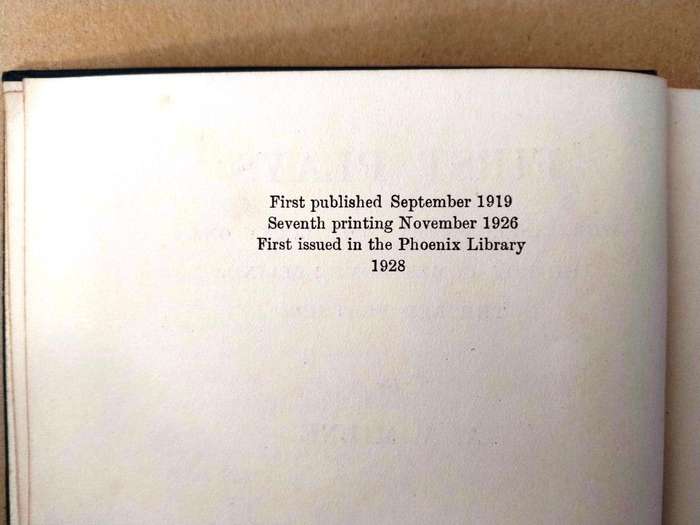 First published September 1919
Seventh printing November 1926
First issued in the Phoenix Library
1928